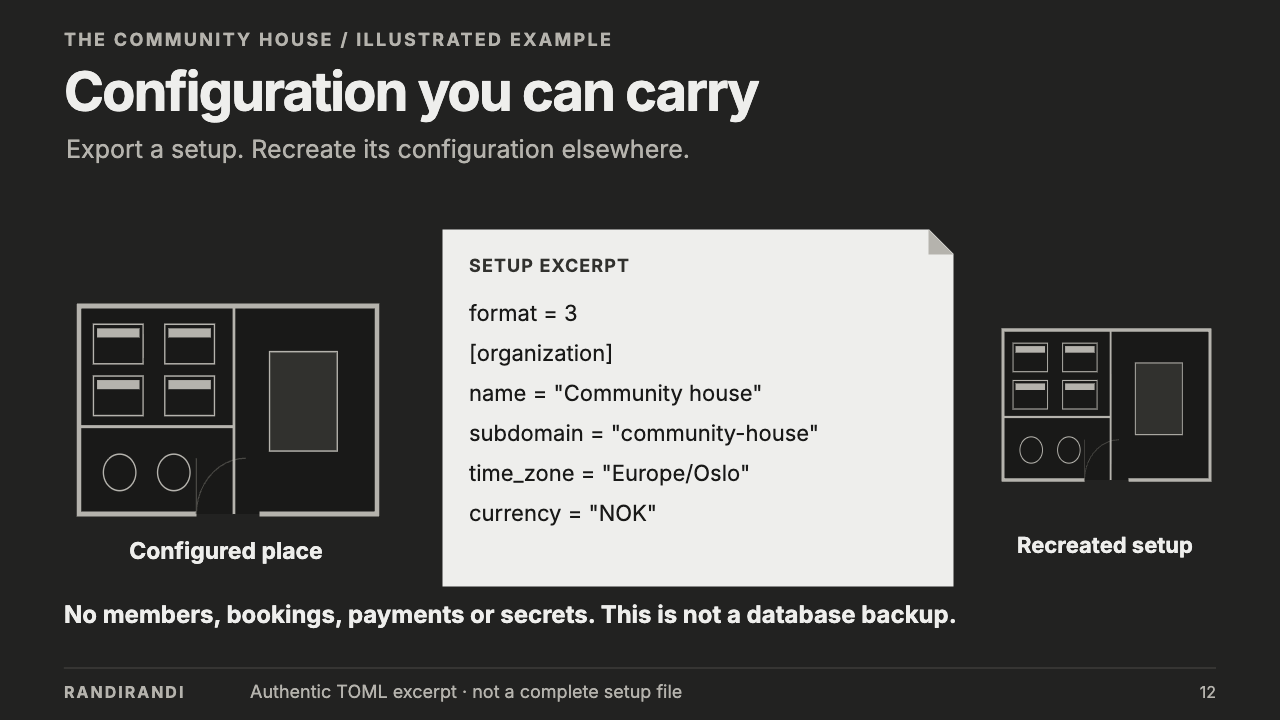 THE COMMUNITY HOUSE / ILLUSTRATED EXAMPLE
Configuration you can carry
Export a setup. Recreate its configuration elsewhere.
SETUP EXCERPT
format = 3
[organization]
name = "Community house"
subdomain = "community-house"
time_zone = "Europe/Oslo"
currency = "NOK"
Configured place
Recreated setup
No members, bookings, payments or secrets. This is not a database backup.
RANDIRANDI
Authentic TOML excerpt · not a complete setup file
12